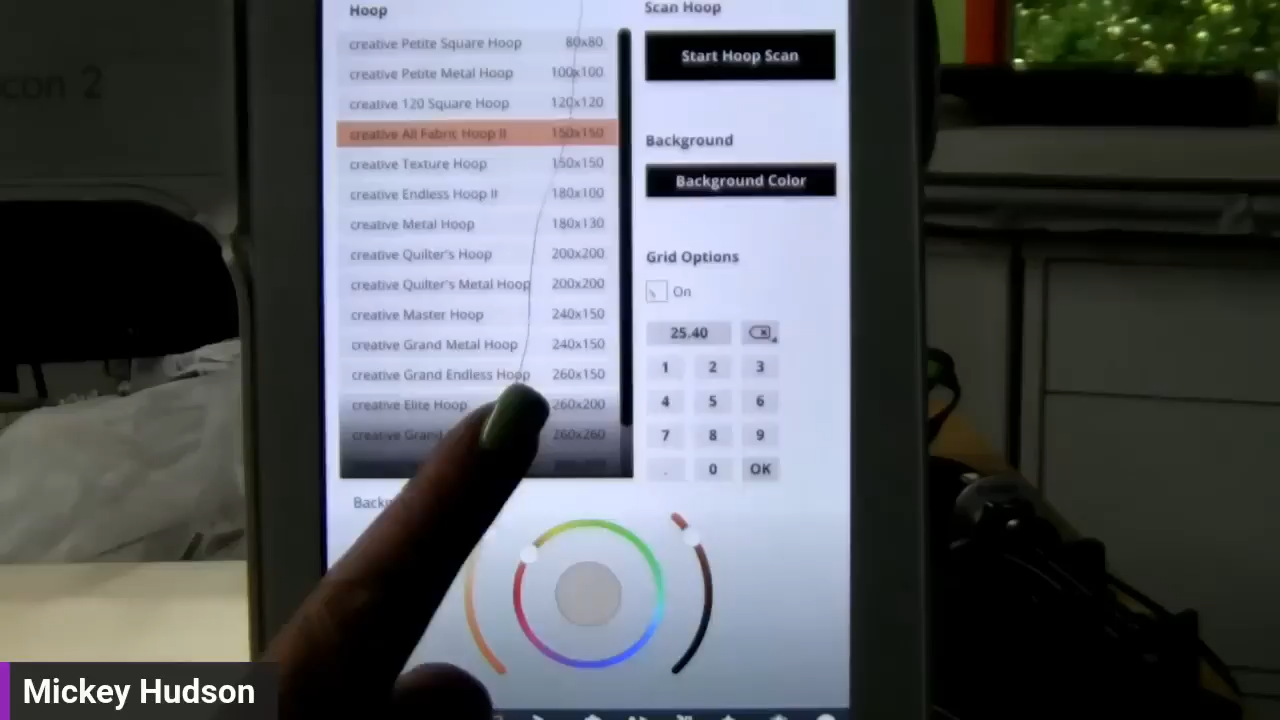 Hoop
Scan Hoop
creative Petite Square Hoop 80x80
creative Petite Metal Hoop 100x100
creative 120 Square Hoop 120x120
creative All Fabric Hoop II 150x150
creative Texture Hoop 150x150
creative Endless Hoop II 180x100
creative Metal Hoop 180x130
creative Quilter's Hoop 200x200
creative Quilter's Metal Hoop 200x200
creative Master Hoop 240x150
creative Grand Metal Hoop 240x150
creative Grand Endless Hoop 260x150
creative Elite Hoop 260x200
creative Grand 260x260
Start Hoop Scan
Background
Background Color
Grid Options
On
25.40
1 2 3
4 5 6
7 8 9
. 0 OK
con 2
Mickey Hudson